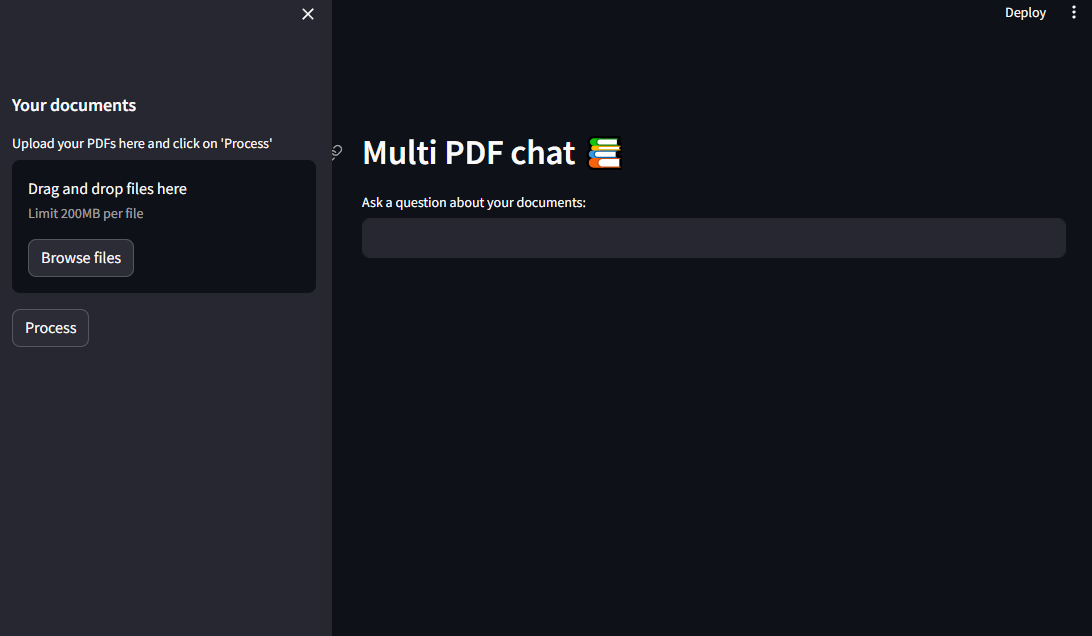 Deploy
Your documents
Upload your PDFs here and click on 'Process'
Drag and drop files here
Limit 200MB per file
Browse files
Process
Multi PDF chat 📚
Ask a question about your documents: